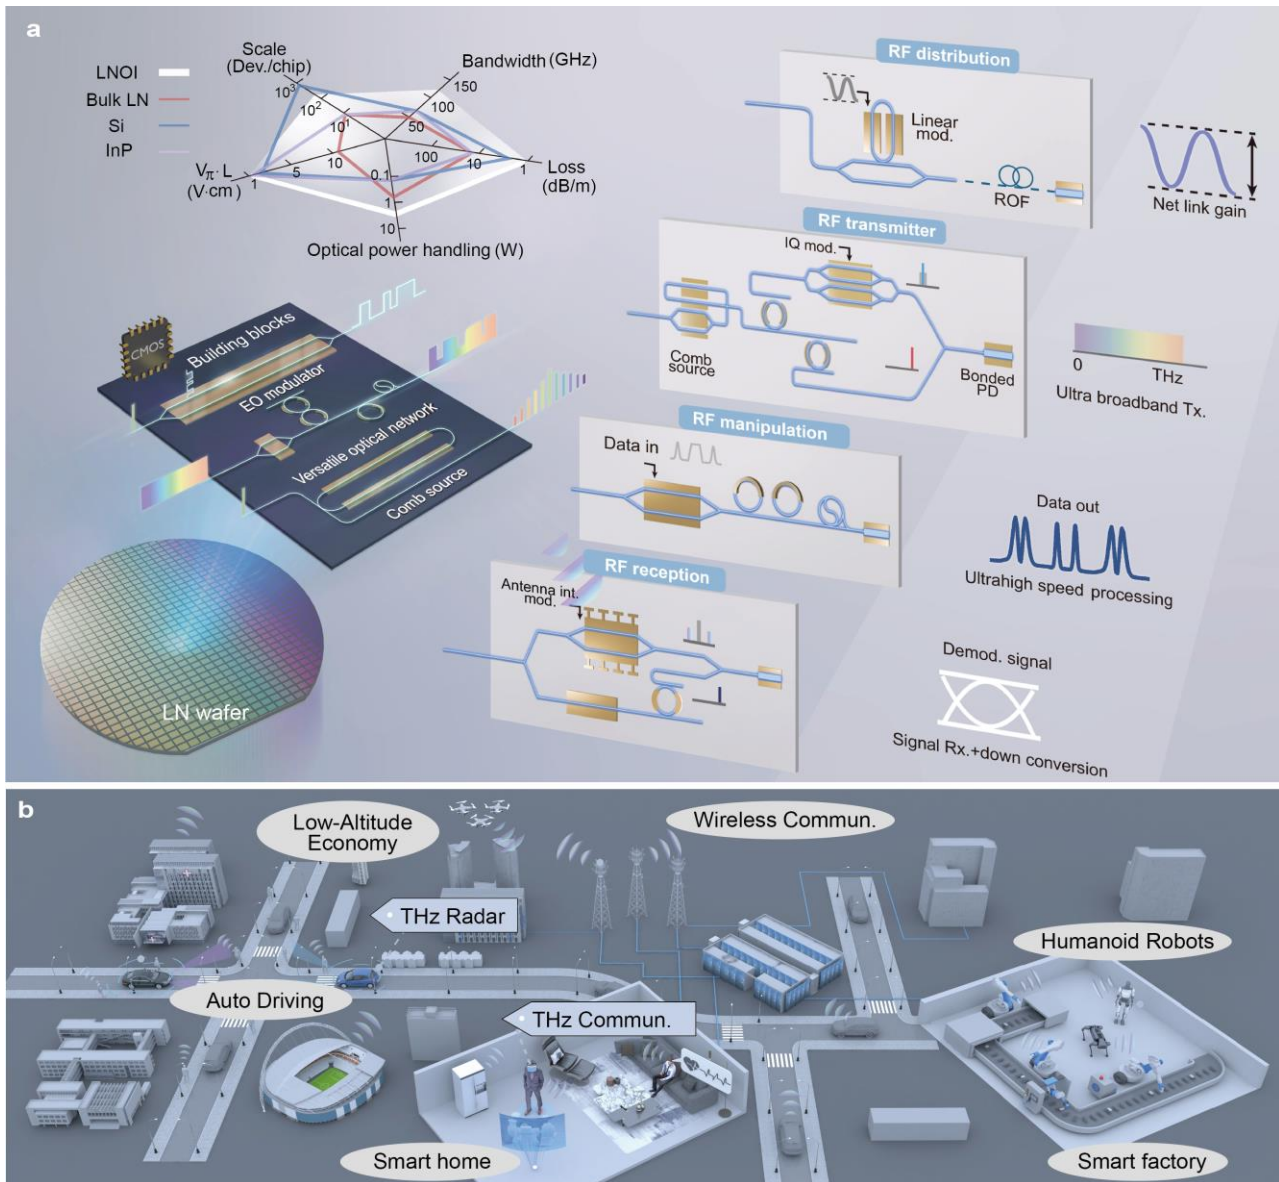 a
LNOI
Bulk LN
Si
InP
Scale
(Dev./chip)
10³
10²
10¹
Bandwidth (GHz)
150
100
50
Loss
(dB/m)
100
10
1
Optical power handling (W)
0.1
1
10
Vπ·L
(V·cm)
1
5
10
CMOS
Building blocks
EO modulator
Versatile optical network
Comb source
LN wafer
RF distribution
Linear
mod.
ROF
Net link gain
RF transmitter
IQ mod.
Comb
source
Bonded
PD
0
THz
Ultra broadband Tx.
RF manipulation
Data in
Data out
Ultrahigh speed processing
RF reception
Antenna int.
mod.
Demod. signal
Signal Rx.+down conversion
b
Low-Altitude
Economy
Wireless Commun.
THz Radar
Humanoid Robots
Auto Driving
THz Commun.
Smart home
Smart factory